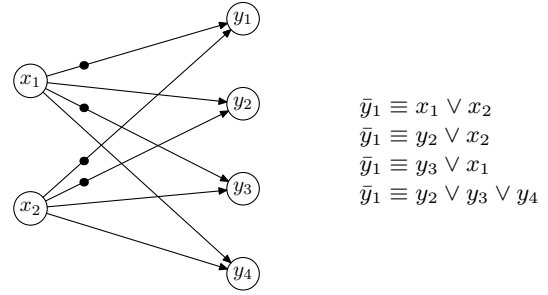 x₁
x₂
y₁
y₂
y₃
y₄
ȳ₁ ≡ x₁ ∨ x₂
ȳ₁ ≡ y₂ ∨ x₂
ȳ₁ ≡ y₃ ∨ x₁
ȳ₁ ≡ y₂ ∨ y₃ ∨ y₄